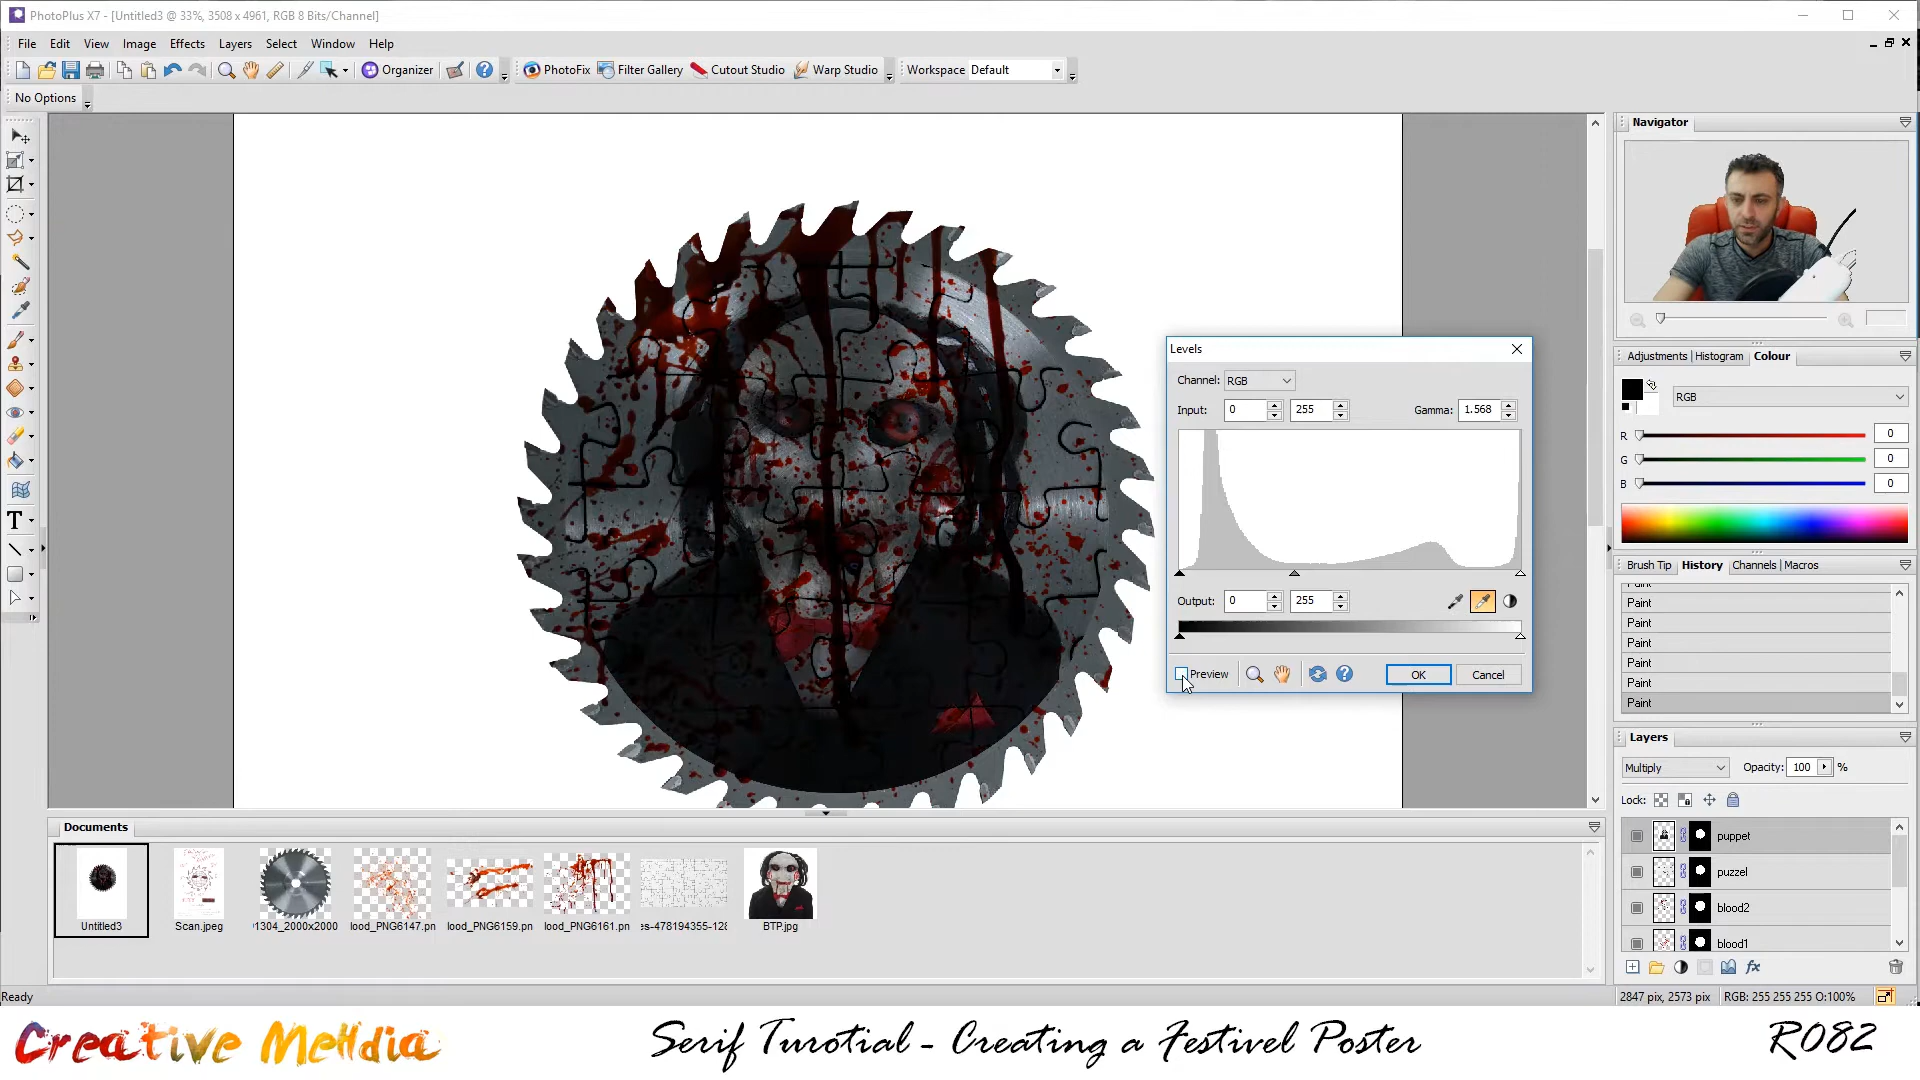 PhotoPlus X7 - [Untitled3 @ 33%, 3508 x 4961, RGB 8 Bits/Channel]
File Edit View Image Effects Layers Select Window Help
Organizer PhotoFix Filter Gallery Cutout Studio Warp Studio Workspace Default
No Options
Navigator
Levels
Channel: RGB
Input: 0 255 Gamma: 1.568
Output: 0 255
Preview OK Cancel
Adjustments Histogram Colour
RGB
R 0
G 0
B 0
Brush Tip History Channels Macros
Paint
Paint
Paint
Paint
Paint
Paint
Layers
Multiply Opacity: 100 %
Lock:
puppet
puzzel
blood2
blood1
Documents
Untitled3 Scan.jpeg 1304_2000x2000 lood_PNG6147.pn lood_PNG6159.pn lood_PNG6161.pn es-478194355-128 BTP.jpg
Ready 2847 pix, 2573 pix RGB: 255 255 255 O:100%
Creative MeHdia Serif Turotial - Creating a Festivel Poster R082